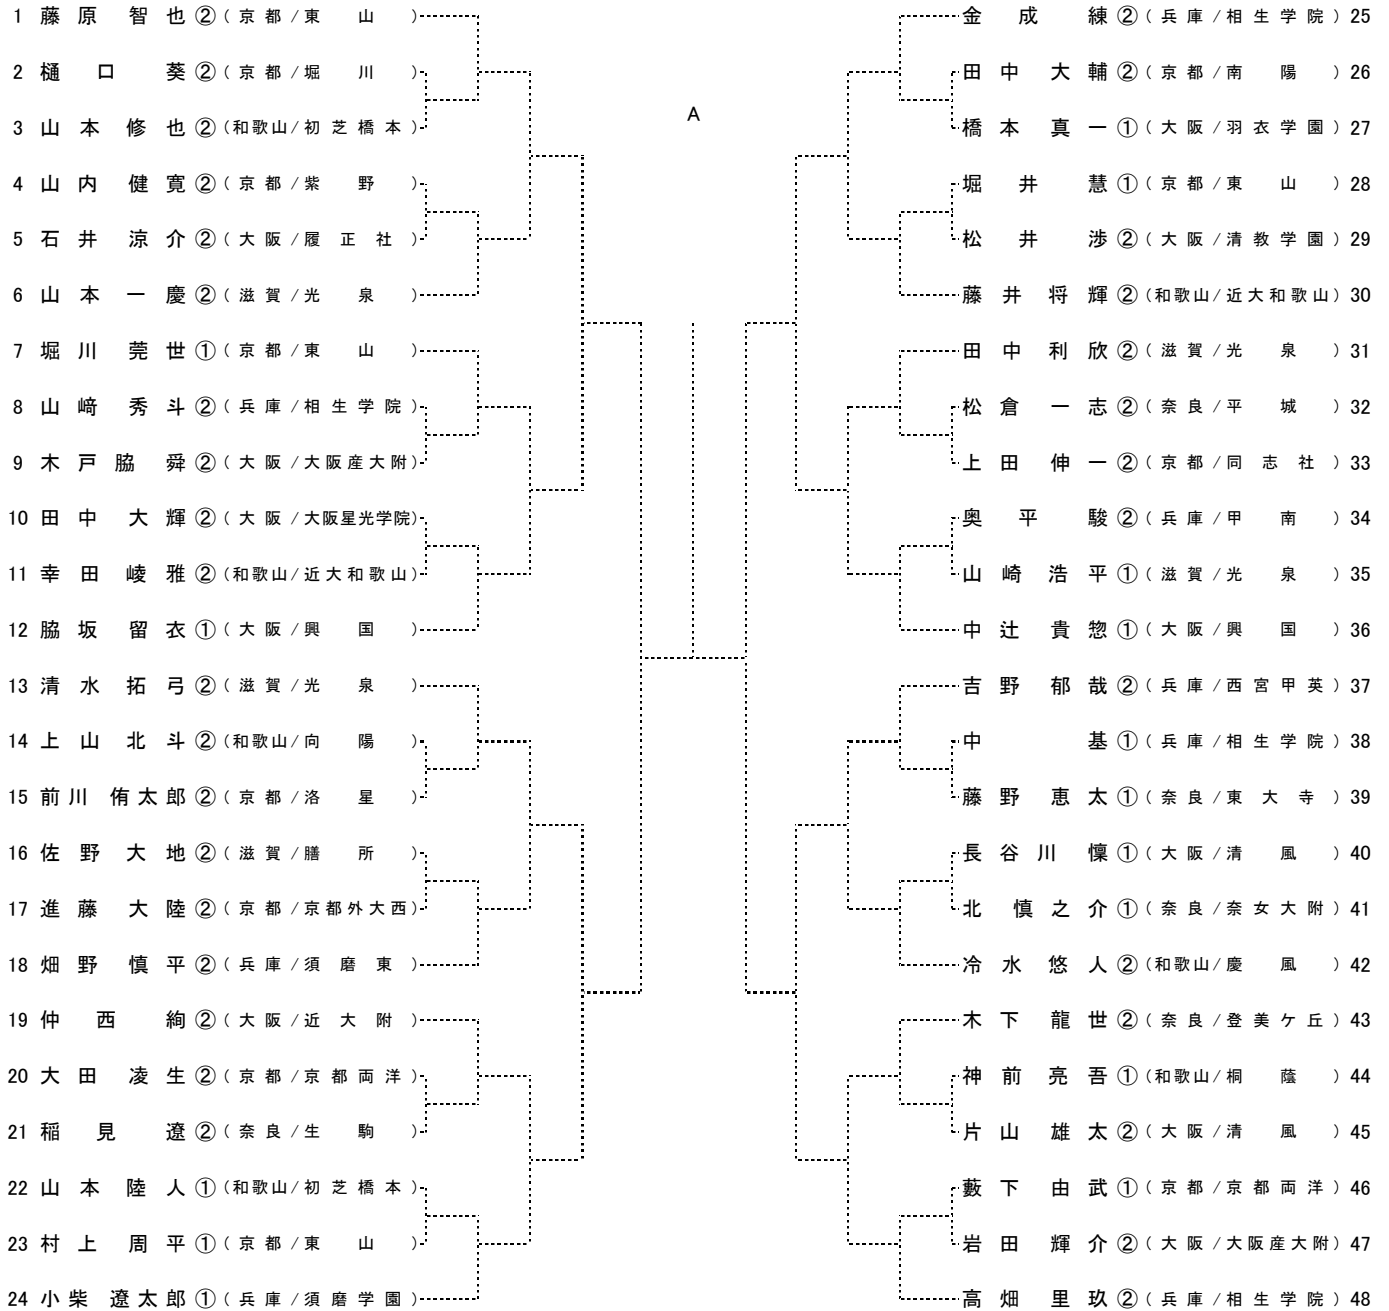 1 藤原 智也 ② (京都/東山)
2 樋口 葵 ② (京都/堀川)
3 山本 修也 ② (和歌山/初芝橋本)
4 山内 健寛 ② (京都/紫野)
5 石井 涼介 ② (大阪/履正社)
6 山本 一慶 ② (滋賀/光泉)
7 堀川 莞世 ① (京都/東山)
8 山﨑 秀斗 ② (兵庫/相生学院)
9 木戸脇 舜 ② (大阪/大阪産大附)
10 田中 大輝 ② (大阪/大阪星光学院)
11 幸田 崚雅 ② (和歌山/近大和歌山)
12 脇坂 留衣 ① (大阪/興国)
13 清水 拓弓 ② (滋賀/光泉)
14 上山 北斗 ② (和歌山/向陽)
15 前川 侑太郎 ② (京都/洛星)
16 佐野 大地 ② (滋賀/膳所)
17 進藤 大陸 ② (京都/京都外大西)
18 畑野 慎平 ② (兵庫/須磨東)
19 仲西 絢 ② (大阪/近大附)
20 大田 凌生 ② (京都/京都両洋)
21 稲見 遼 ② (奈良/生駒)
22 山本 陸人 ① (和歌山/初芝橋本)
23 村上 周平 ① (京都/東山)
24 小柴 遼太郎 ① (兵庫/須磨学園)
A
金成 練 ② (兵庫/相生学院) 25
田中 大輔 ② (京都/南陽) 26
橋本 真一 ① (大阪/羽衣学園) 27
堀井 慧 ① (京都/東山) 28
松井 渉 ② (大阪/清教学園) 29
藤井 将輝 ② (和歌山/近大和歌山) 30
田中 利欣 ② (滋賀/光泉) 31
松倉 一志 ② (奈良/平城) 32
上田 伸一 ② (京都/同志社) 33
奥平 駿 ② (兵庫/甲南) 34
山崎 浩平 ① (滋賀/光泉) 35
中辻 貴惣 ① (大阪/興国) 36
吉野 郁哉 ② (兵庫/西宮甲英) 37
中 基 ① (兵庫/相生学院) 38
藤野 恵太 ① (奈良/東大寺) 39
長谷川 懍 ① (大阪/清風) 40
北 慎之介 ① (奈良/奈女大附) 41
冷水 悠人 ② (和歌山/慶風) 42
木下 龍世 ② (奈良/登美ケ丘) 43
神前 亮吾 ① (和歌山/桐蔭) 44
片山 雄太 ② (大阪/清風) 45
藪下 由武 ① (京都/京都両洋) 46
岩田 輝介 ② (大阪/大阪産大附) 47
高畑 里玖 ② (兵庫/相生学院) 48